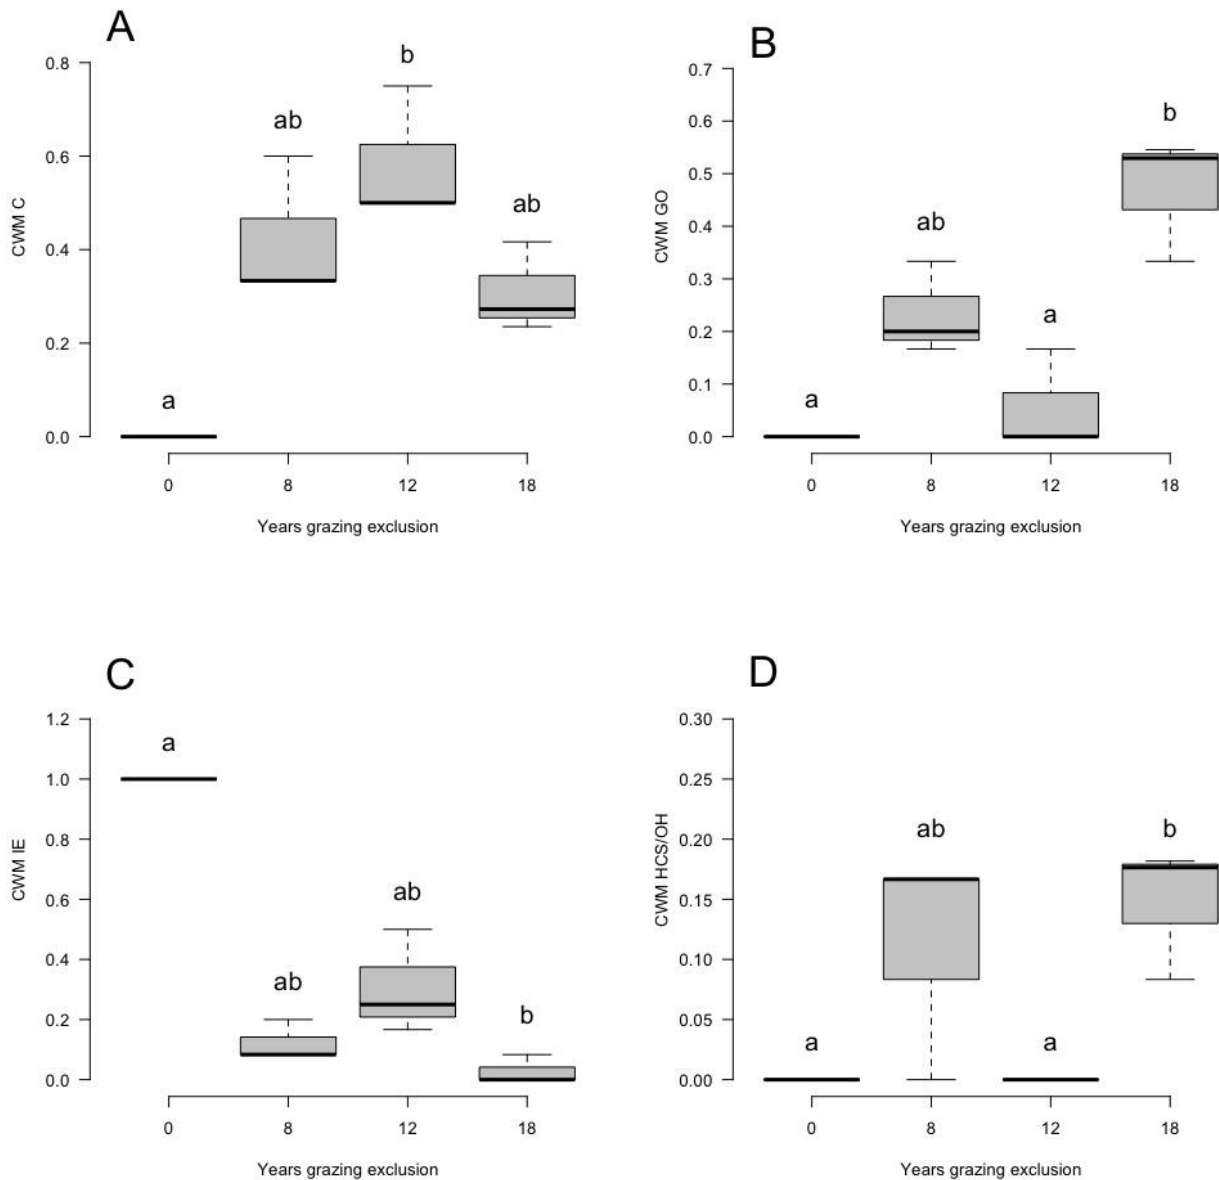 A
CWM C
0.8
0.6
0.4
0.2
0.0
a
ab
b
ab
0 8 12 18
Years grazing exclusion
B
CWM GO
0.7
0.6
0.5
0.4
0.3
0.2
0.1
0.0
a
ab
a
b
0 8 12 18
Years grazing exclusion
C
CWM IE
1.2
1.0
0.8
0.6
0.4
0.2
0.0
a
ab
ab
b
0 8 12 18
Years grazing exclusion
D
CWM HCS/OH
0.30
0.25
0.20
0.15
0.10
0.05
0.00
a
ab
a
b
0 8 12 18
Years grazing exclusion